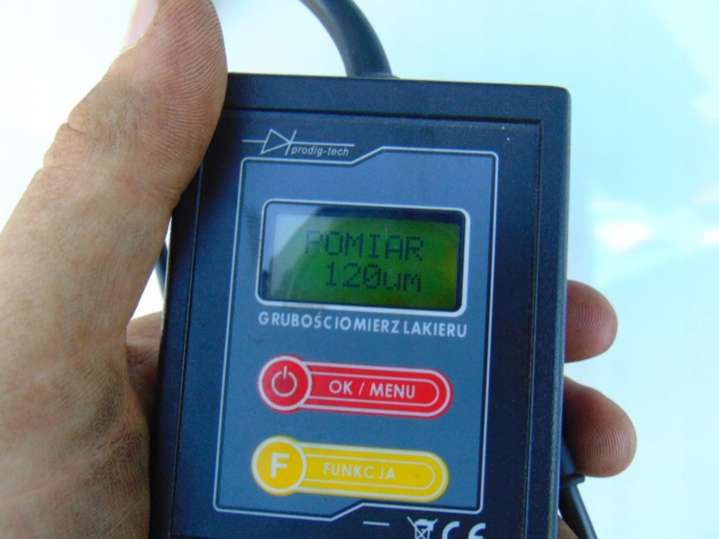 prodig-tech
POMIAR
120um
GRUBOŚCIOMIERZ LAKIERU
OK / MENU
F FUNKCJA
CE